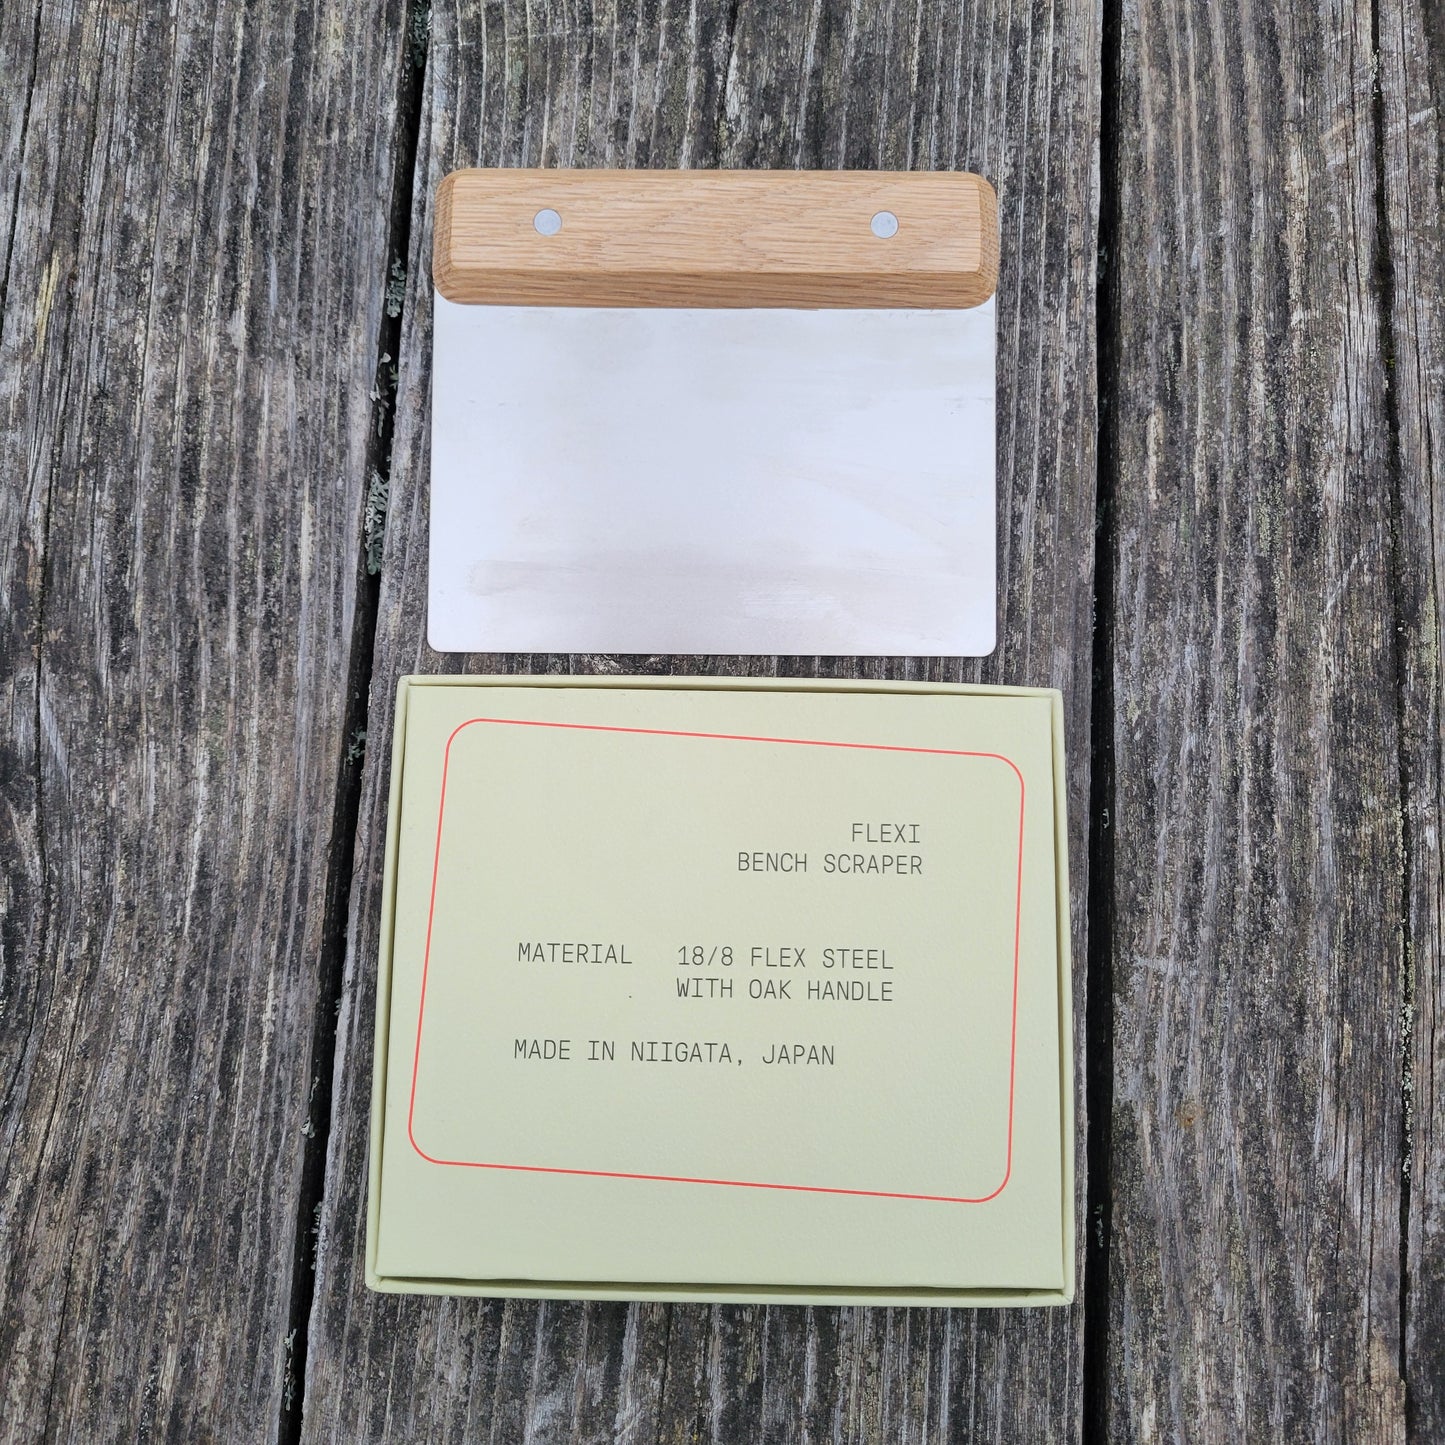 FLEXI
BENCH SCRAPER
MATERIAL 18/8 FLEX STEEL
WITH OAK HANDLE
MADE IN NIIGATA, JAPAN